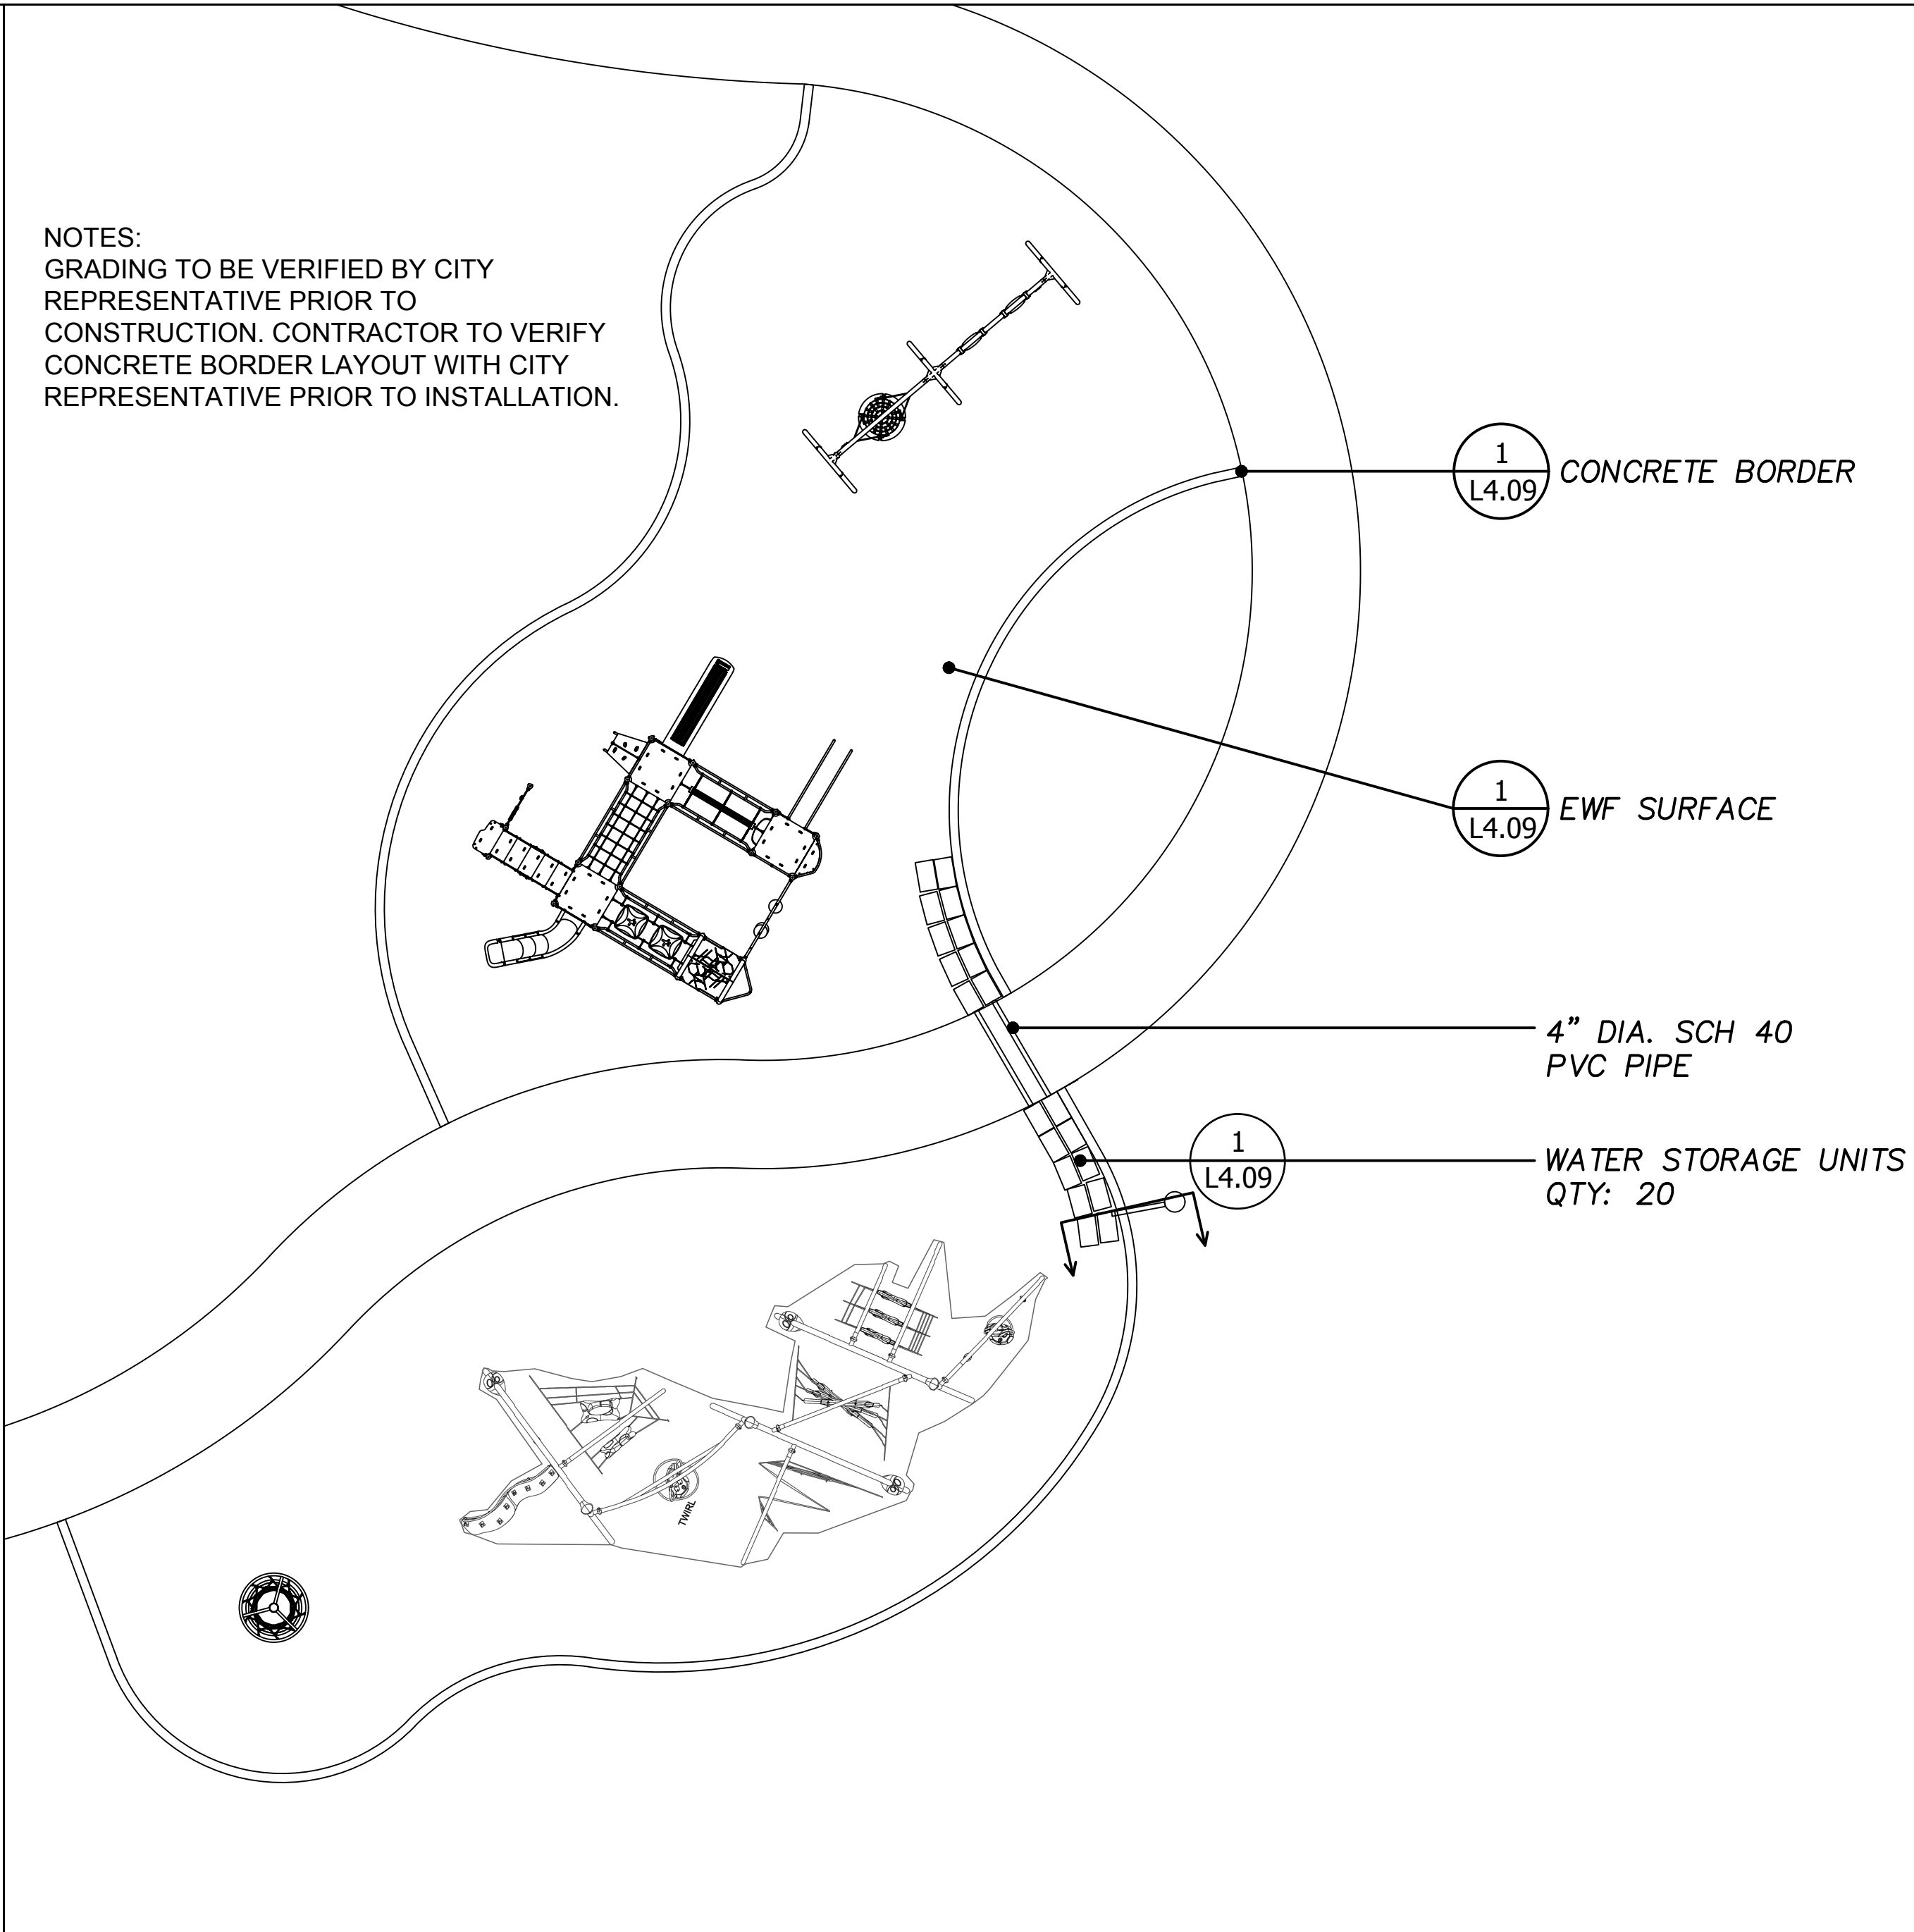 NOTES:
GRADING TO BE VERIFIED BY CITY
REPRESENTATIVE PRIOR TO
CONSTRUCTION. CONTRACTOR TO VERIFY
CONCRETE BORDER LAYOUT WITH CITY
REPRESENTATIVE PRIOR TO INSTALLATION.
1
L4.09
CONCRETE BORDER
1
L4.09
EWF SURFACE
4" DIA. SCH 40
PVC PIPE
1
L4.09
WATER STORAGE UNITS
QTY: 20
TWIRL